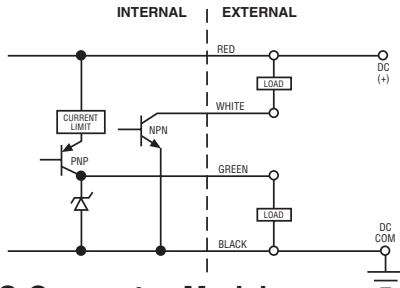 INTERNAL EXTERNAL
RED
DC
(+)
LOAD
WHITE
CURRENT
LIMIT
NPN
PNP
GREEN
LOAD
DC
COM
BLACK